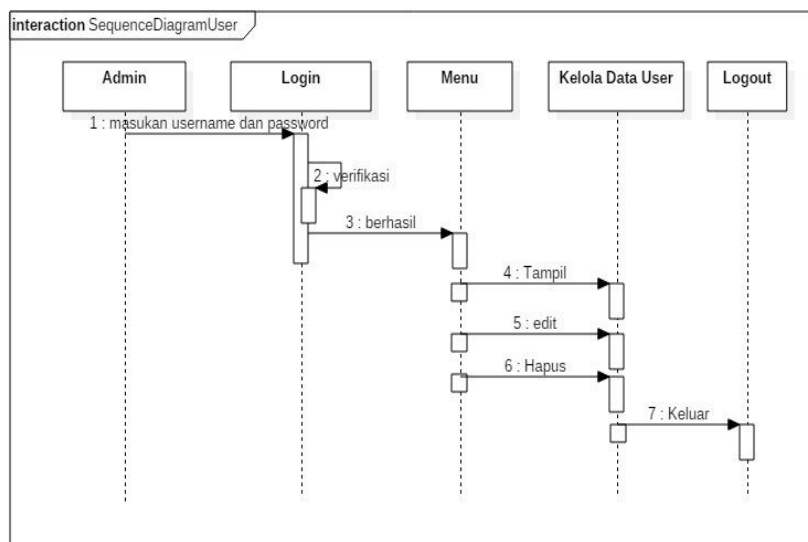 interaction SequenceDiagramUser
Admin
Login
Menu
Kelola Data User
Logout
1 : masukan username dan password
2 : verifikasi
3 : berhasil
4 : Tampil
5 : edit
6 : Hapus
7 : Keluar